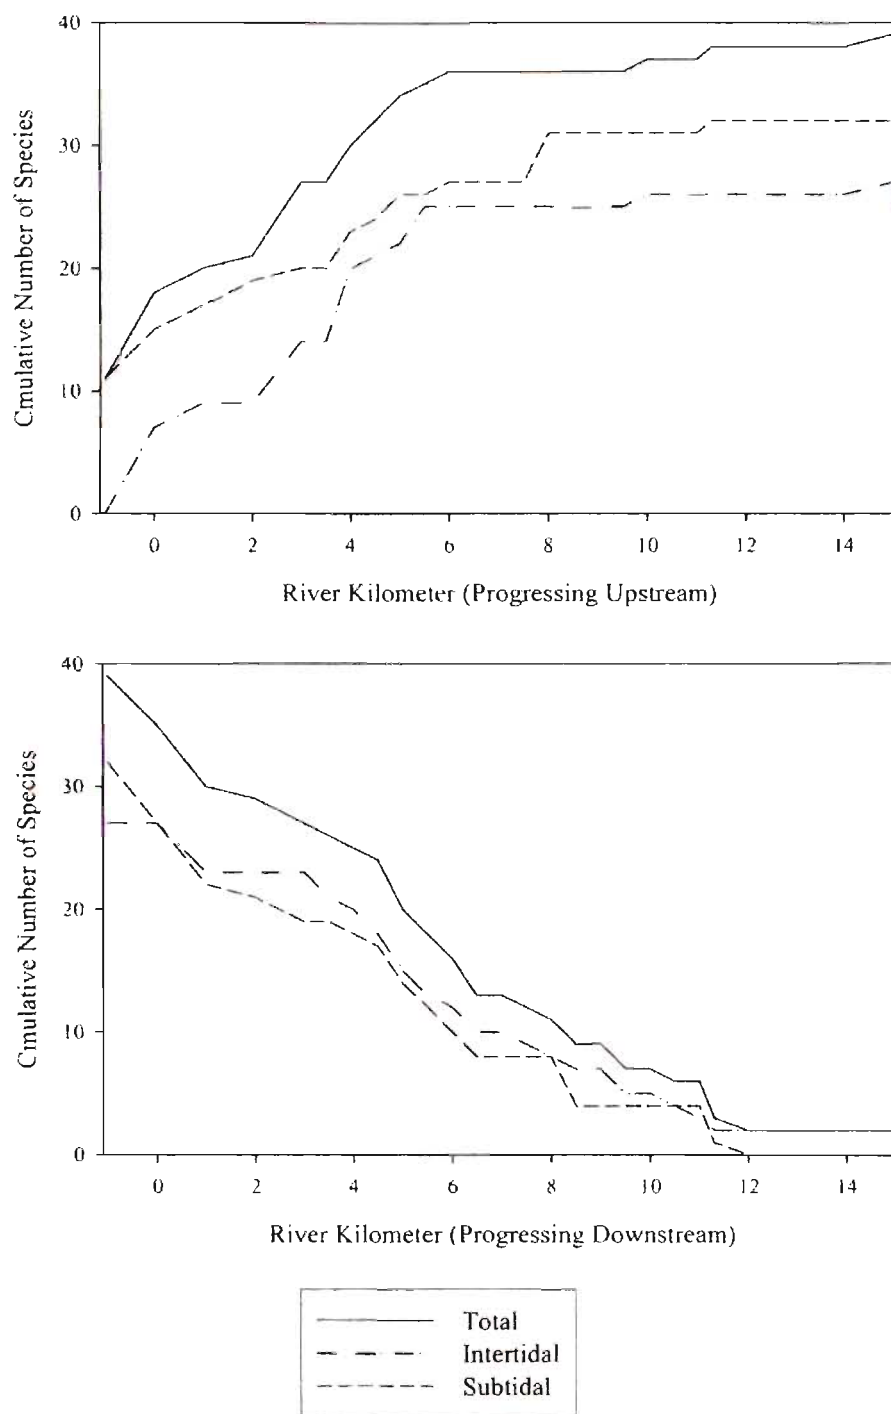 40
30
20
10
0
Cmulative Number of Species
0 2 4 6 8 10 12 14
River Kilometer (Progressing Upstream)
40
30
20
10
0
Cmulative Number of Species
0 2 4 6 8 10 12 14
River Kilometer (Progressing Downstream)
Total
Intertidal
Subtidal